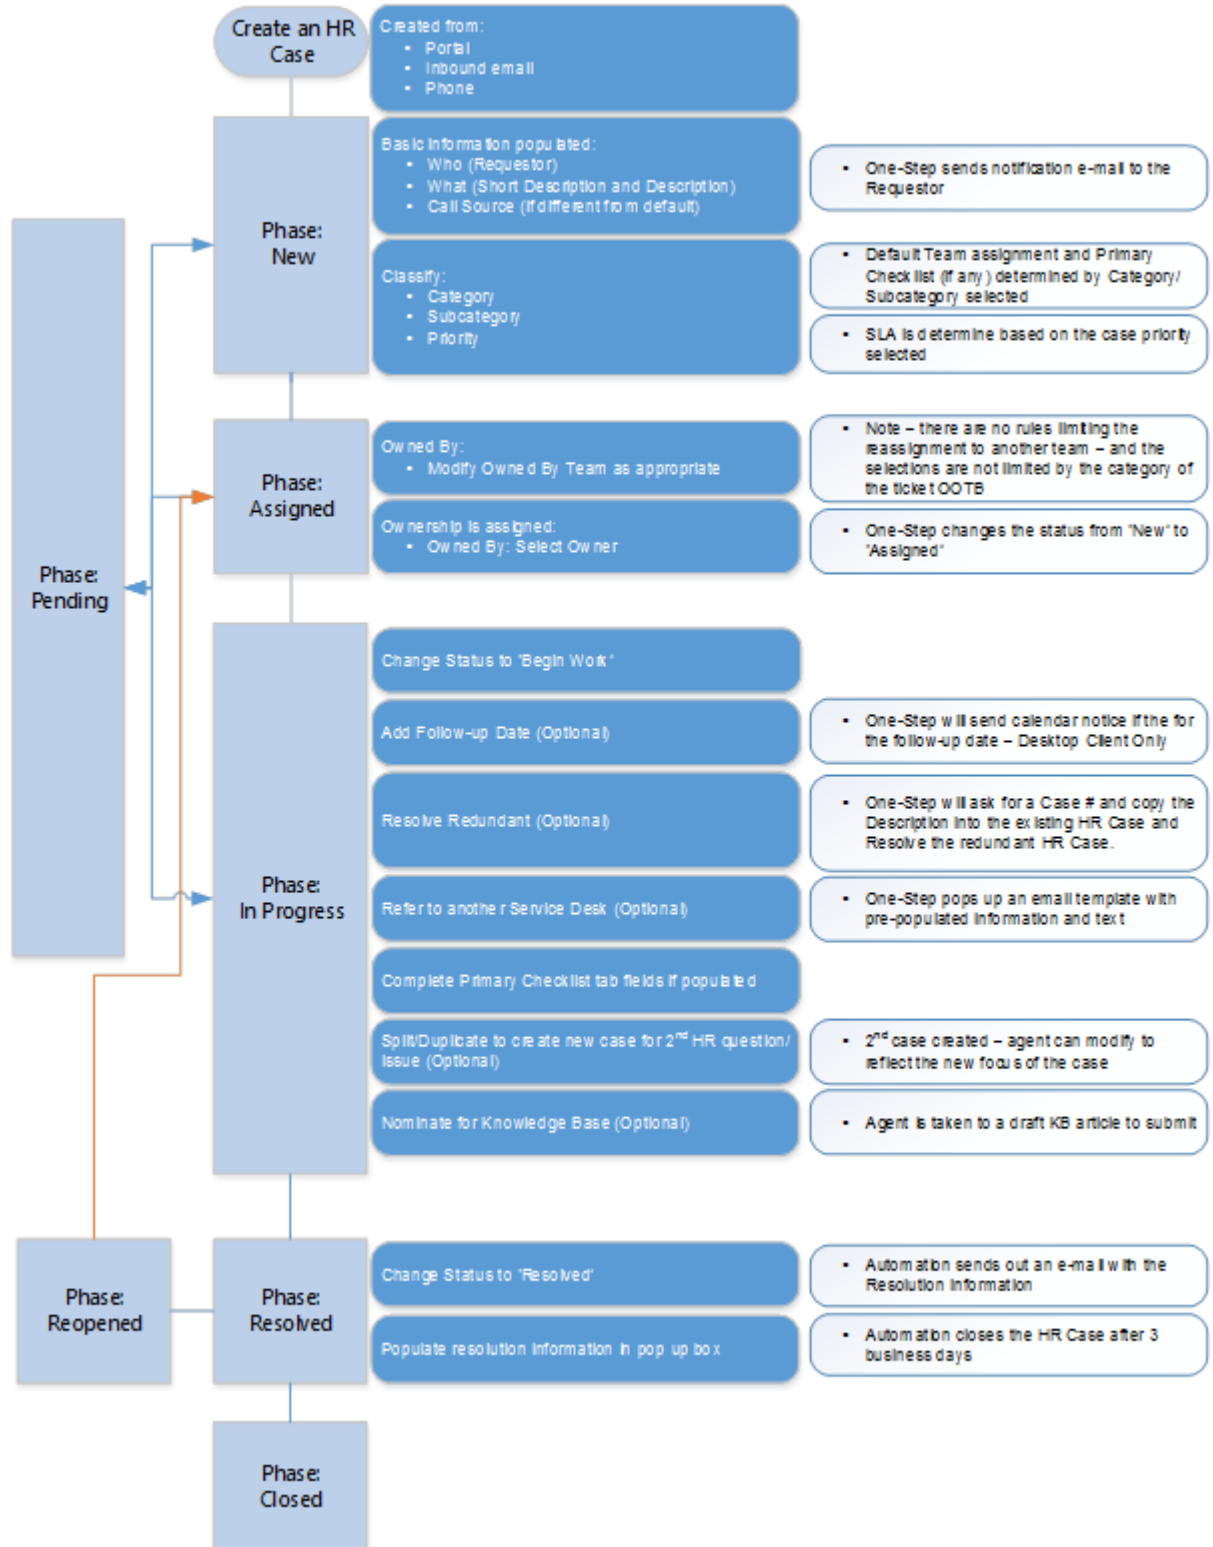 Create an HR
Case
Created from:
▪ Portal
▪ Inbound email
▪ Phone
Phase:
New
Basic information populated:
▪ Who (Requestor)
▪ What (Short Description and Description)
▪ Call Source (if different from default)
▪ One-Step sends notification e-mail to the
Requestor
Classify:
▪ Category
▪ Subcategory
▪ Priority
▪ Default Team assignment and Primary
Checklist (if any) determined by Category/
Subcategory selected
▪ SLA is determine based on the case priority
selected
Phase:
Pending
Phase:
Assigned
Owned By:
▪ Modify Owned By Team as appropriate
▪ Note – there are no rules limiting the
reassignment to another team – and the
selections are not limited by the category of
the ticket OOTB
Ownership is assigned:
▪ Owned By: Select Owner
▪ One-Step changes the status from "New" to
"Assigned"
Phase:
In Progress
Change Status to "Begin Work"
Add Follow-up Date (Optional)
▪ One-Step will send calendar notice if the for
the follow-up date – Desktop Client Only
Resolve Redundant (Optional)
▪ One-Step will ask for a Case # and copy the
Description into the existing HR Case and
Resolve the redundant HR Case.
Refer to another Service Desk (Optional)
▪ One-Step pops up an email template with
pre-populated information and text
Complete Primary Checklist tab fields if populated
Split/Duplicate to create new case for 2nd HR question/
Issue (Optional)
▪ 2nd case created – agent can modify to
reflect the new focus of the case
Nominate for Knowledge Base (Optional)
▪ Agent is taken to a draft KB article to submit
Phase:
Reopened
Phase:
Resolved
Change Status to "Resolved"
▪ Automation sends out an e-mail with the
Resolution Information
Populate resolution information in pop up box
▪ Automation closes the HR Case after 3
business days
Phase:
Closed